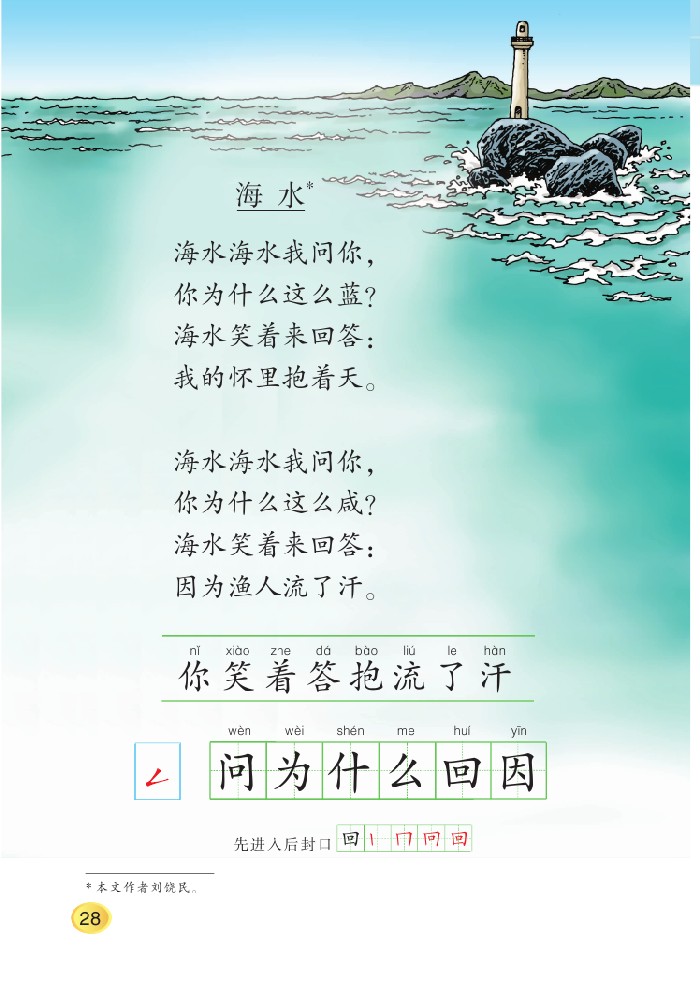 海水*
海水海水我问你，
你为什么这么蓝？
海水笑着来回答：
我的怀里抱着天。
海水海水我问你，
你为什么这么咸？
海水笑着来回答：
因为渔人流了汗。
nǐ xiào zhe dá bào liú le hàn
你笑着答抱流了汗
wèn wèi shén me huí yīn
问为什么回因
先进入后封口 回丨冂回回
*本文作者刘饶民。
28